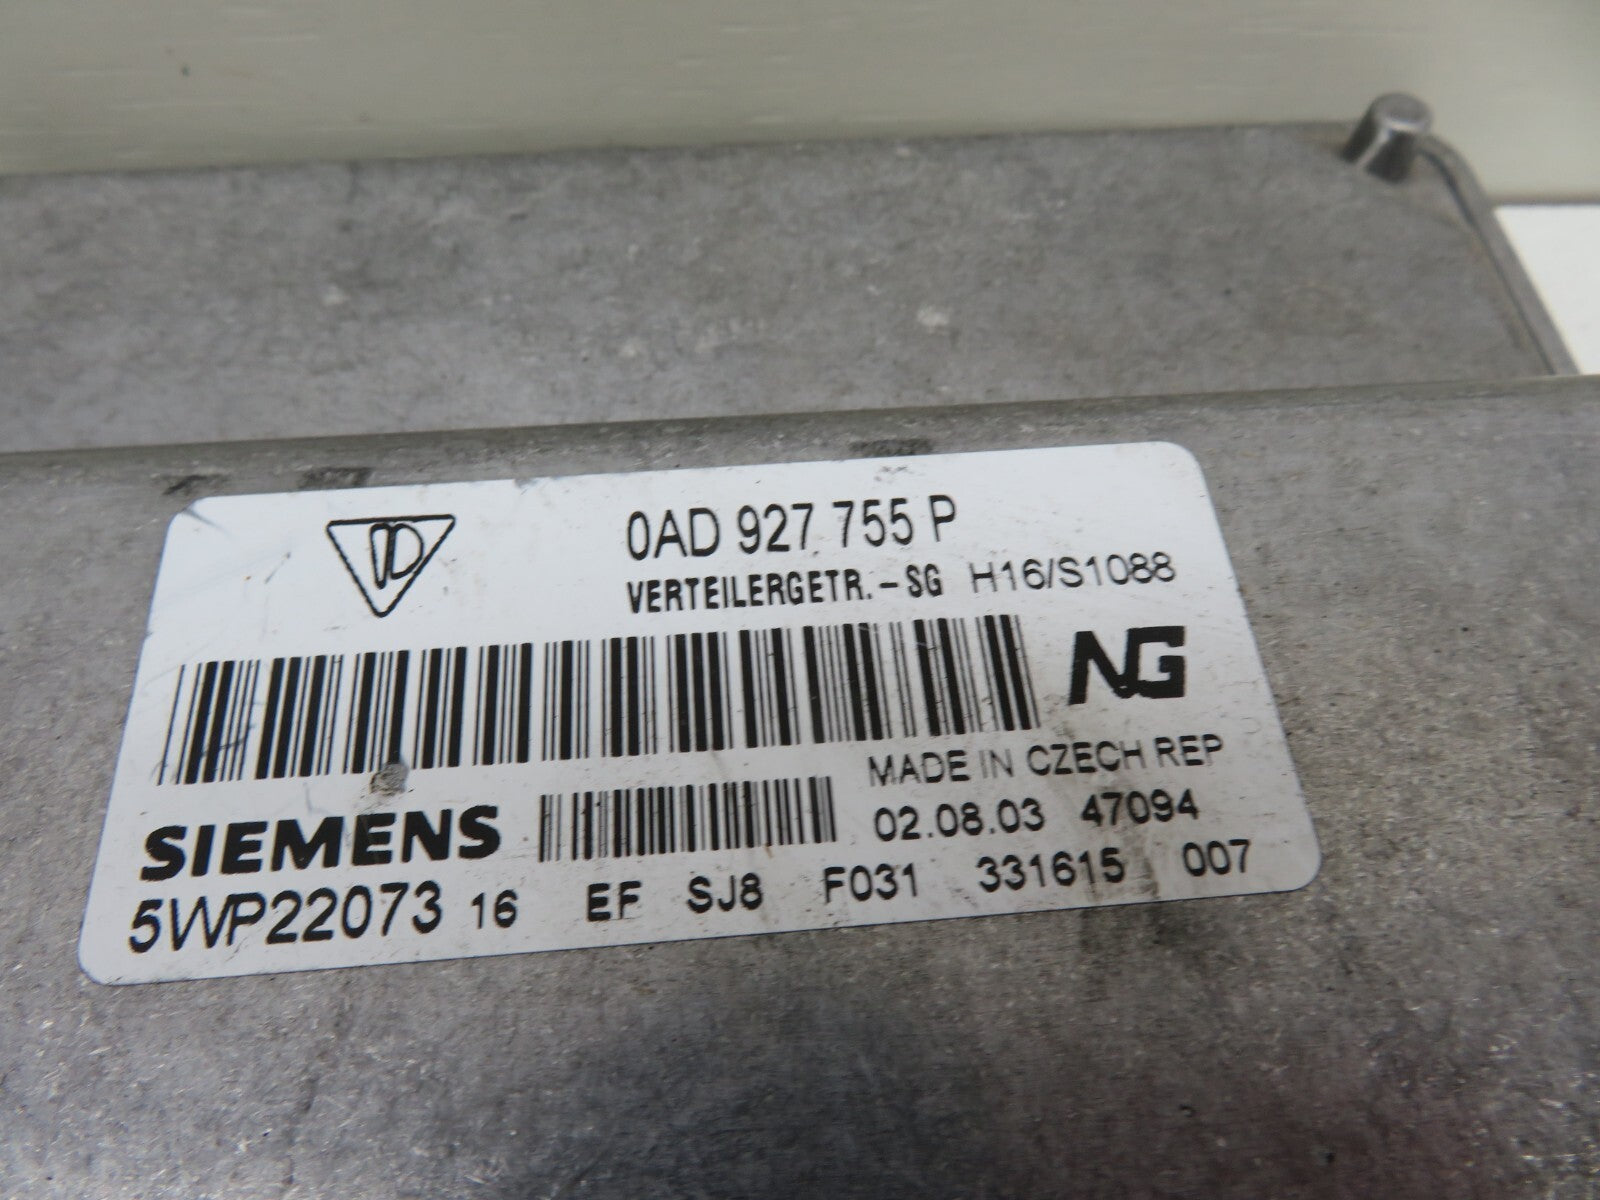 0AD 927 755 P
VERTEILERGETR. - SG H16/S1088
NG
MADE IN CZECH REP
SIEMENS 02.08.03 47094
5WP22073 16 EF SJ8 F031 331615 007